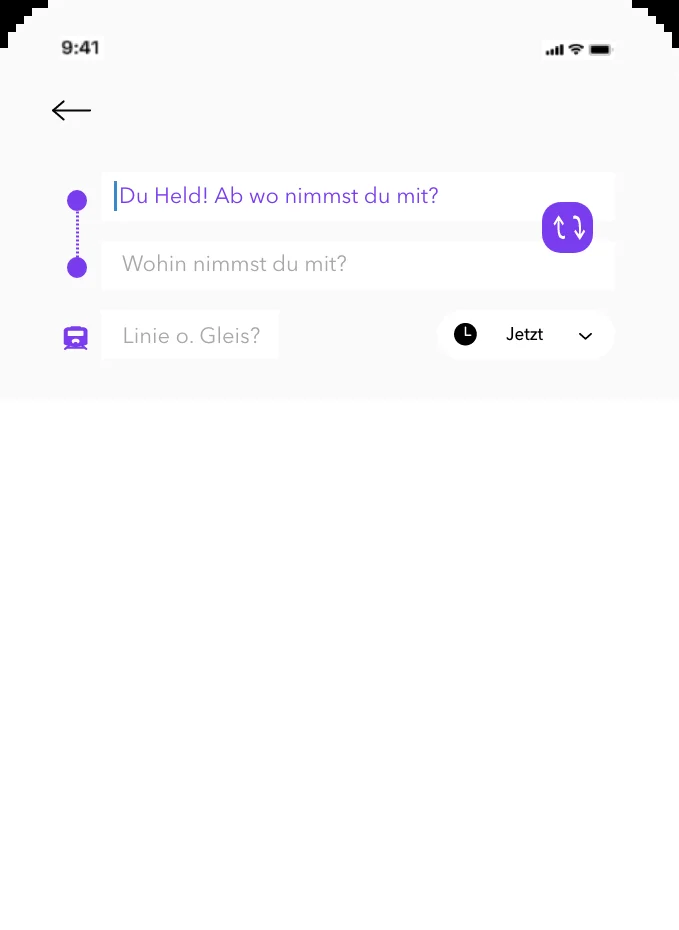 9:41
Du Held! Ab wo nimmst du mit?
Wohin nimmst du mit?
Linie o. Gleis?
Jetzt